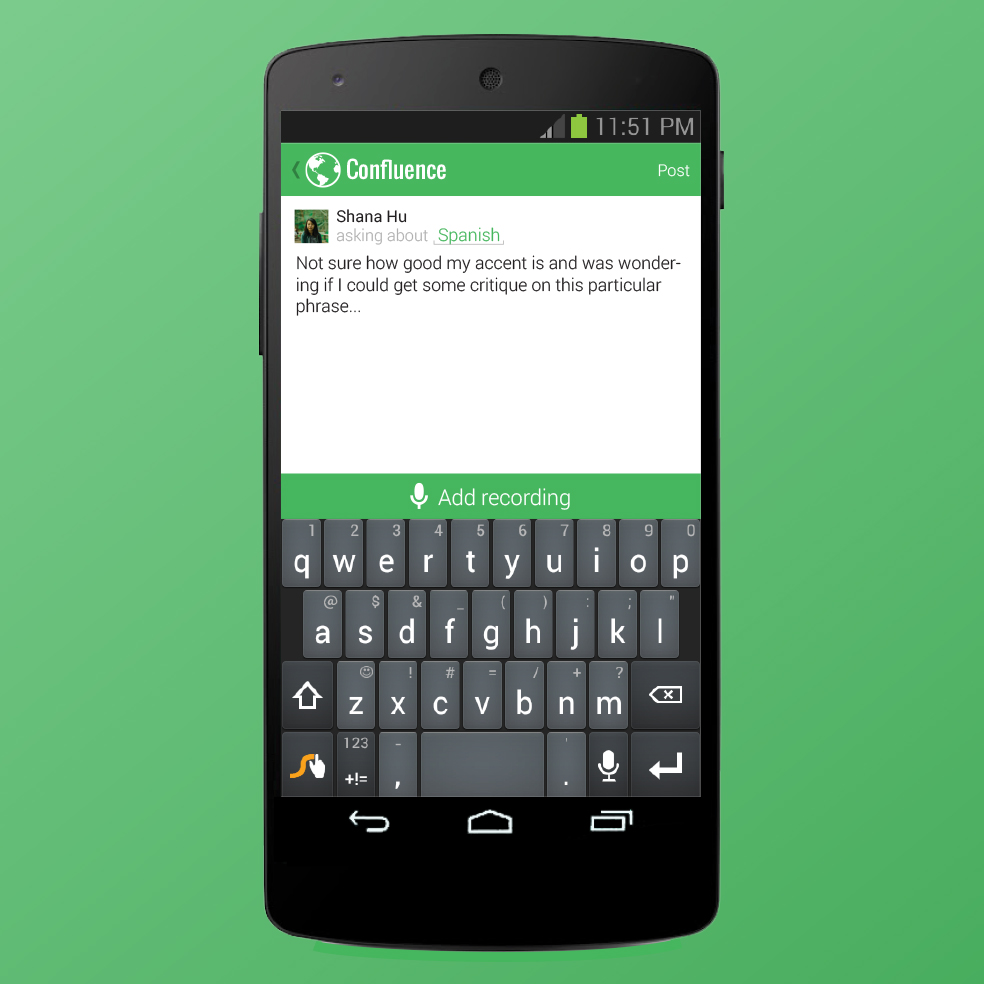 11:51 PM
Confluence
Post
Shana Hu
asking about Spanish
Not sure how good my accent is and was wonder-
ing if I could get some critique on this particular
phrase...
Add recording
1 2 3 4 5 6 7 8 9 0
q w e r t y u i o p
@ $ & _ ( ) : ; "
a s d f g h j k l
! # = / + ?
z x c v b n m
123 - '
+!= , .